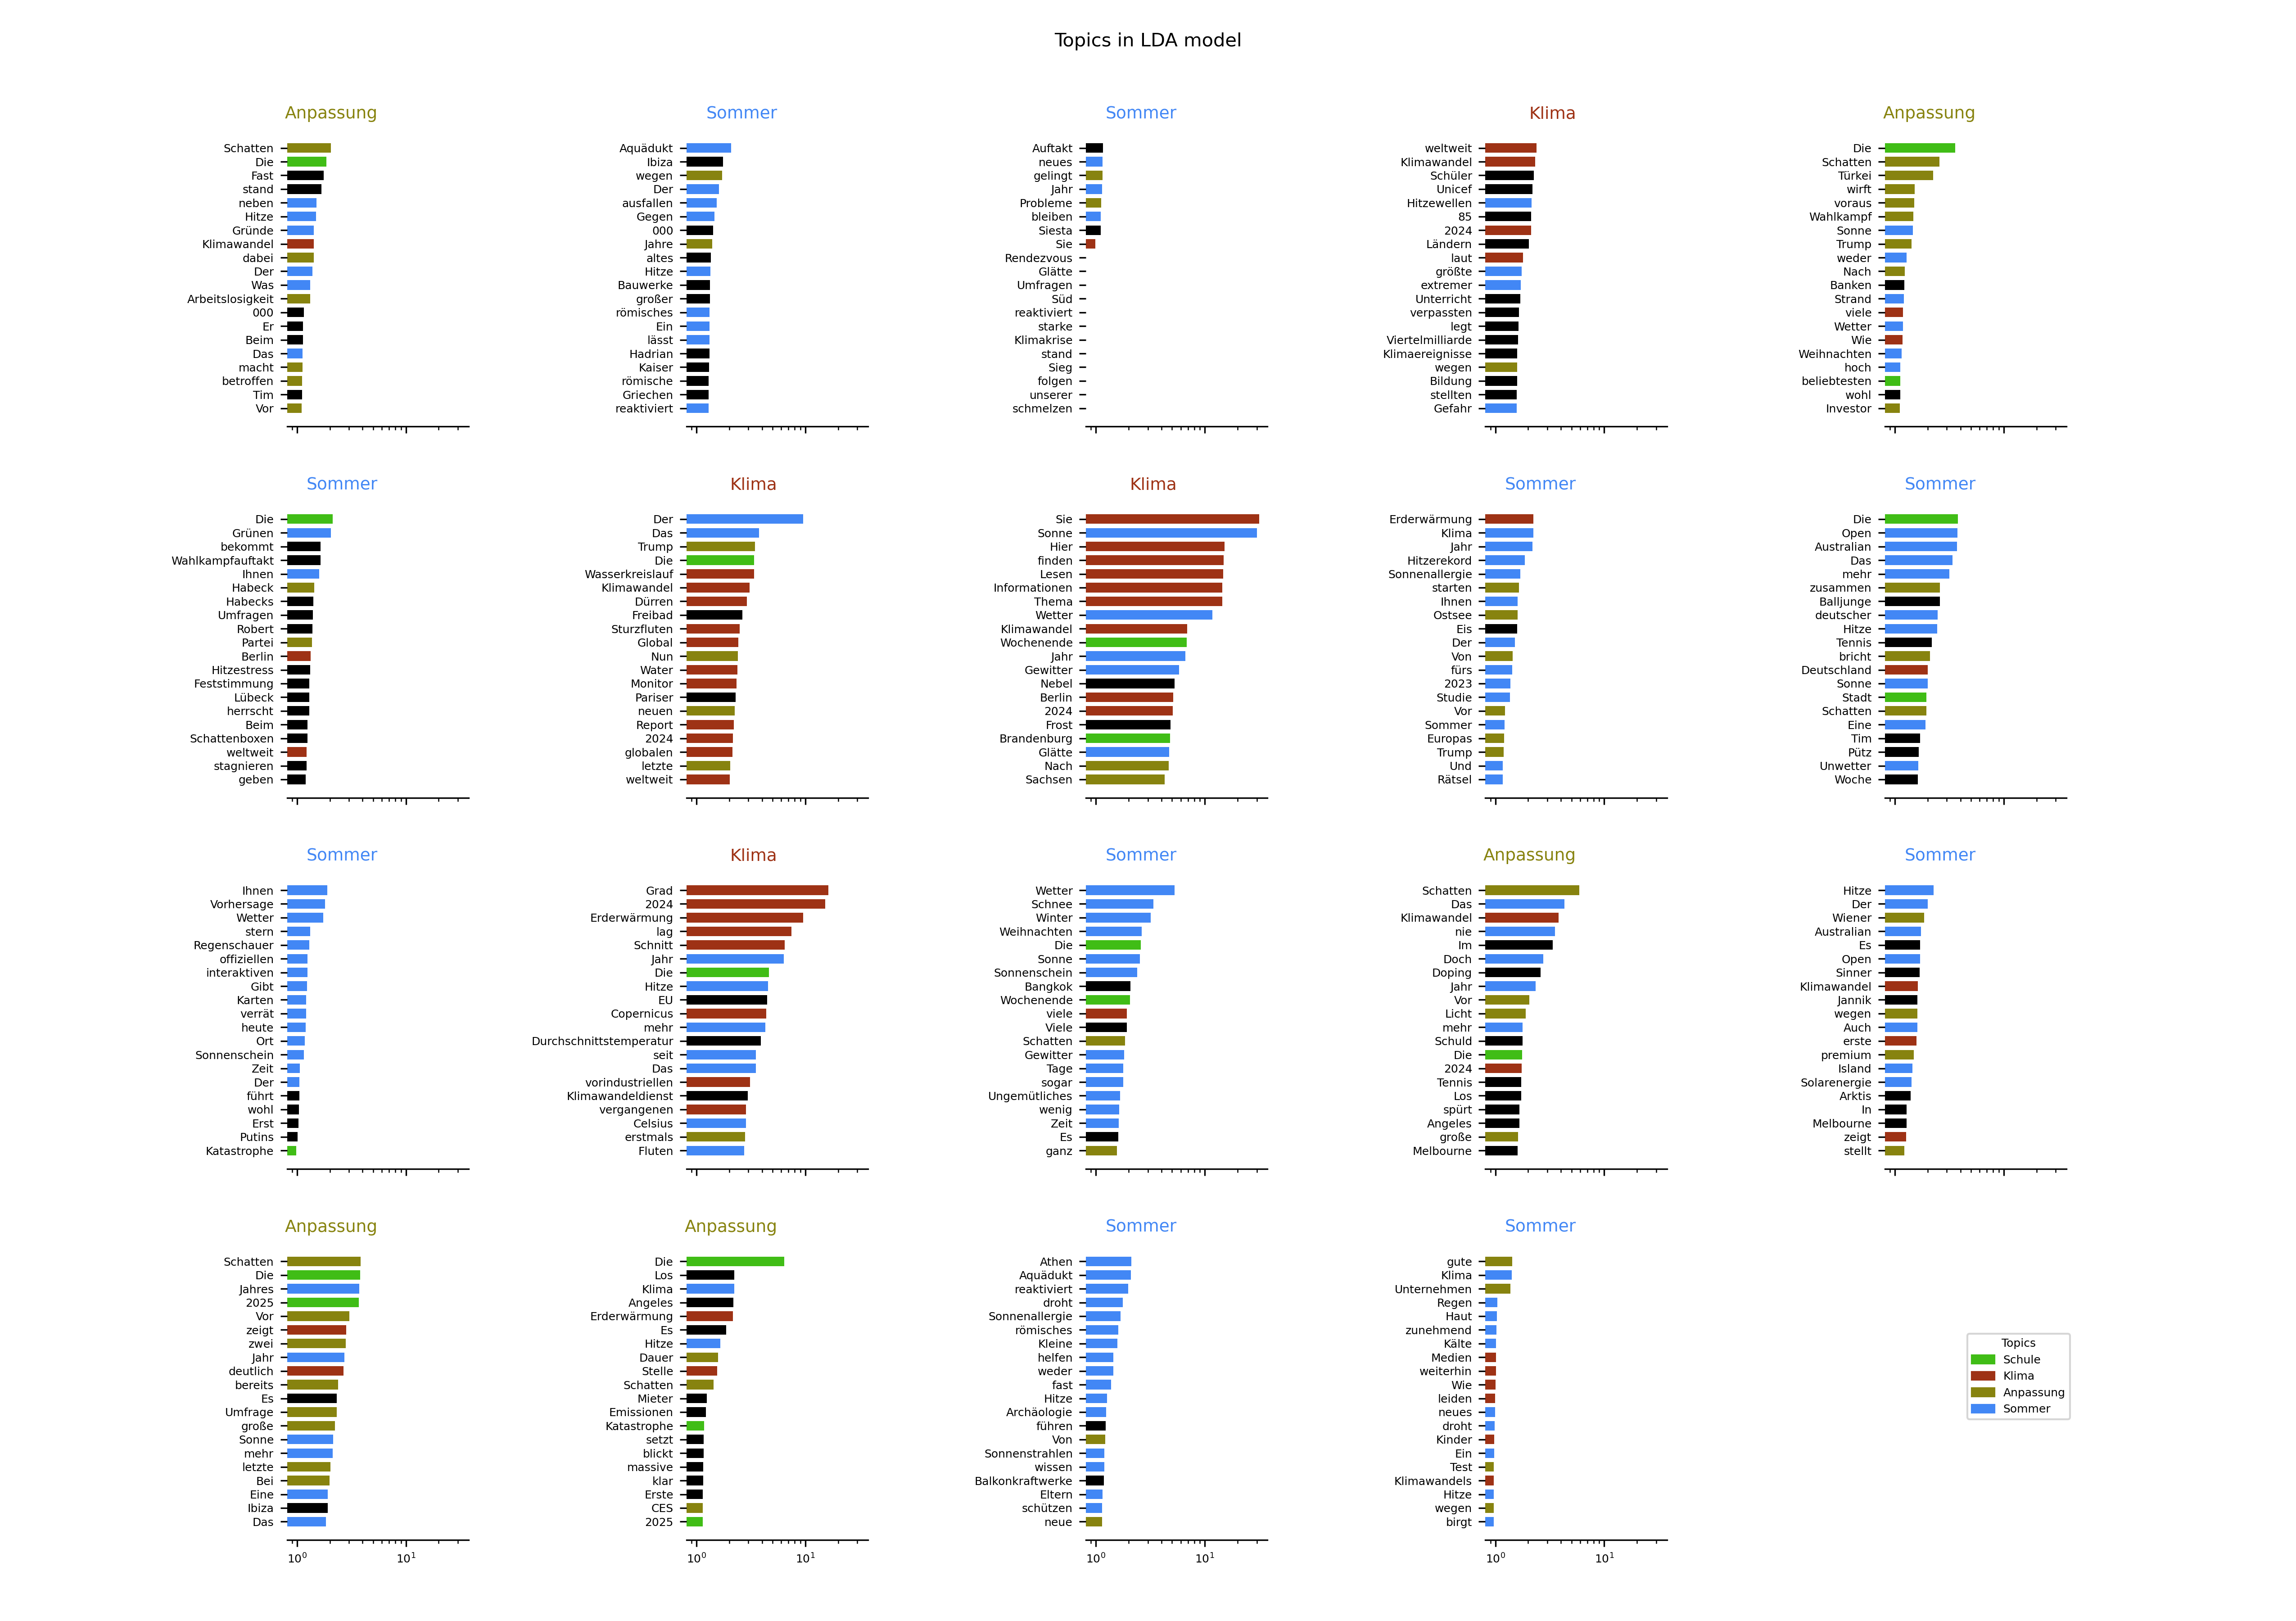 Topics in LDA model
Anpassung
Schatten
Die
Fast
stand
neben
Hitze
Gründe
Klimawandel
dabei
Der
Was
Arbeitslosigkeit
000
Er
Beim
Das
macht
betroffen
Tim
Vor
Sommer
Aquädukt
Ibiza
wegen
Der
ausfallen
Gegen
000
Jahre
altes
Hitze
Bauwerke
großer
römisches
Ein
lässt
Hadrian
Kaiser
römische
Griechen
reaktiviert
Sommer
Auftakt
neues
gelingt
Jahr
Probleme
bleiben
Siesta
Sie
Rendezvous
Glätte
Umfragen
Süd
reaktiviert
starke
Klimakrise
stand
Sieg
folgen
unserer
schmelzen
Klima
weltweit
Klimawandel
Schüler
Unicef
Hitzewellen
85
2024
Ländern
laut
größte
extremer
Unterricht
verpassten
legt
Viertelmilliarde
Klimaereignisse
wegen
Bildung
stellten
Gefahr
Anpassung
Die
Schatten
Türkei
wirft
voraus
Wahlkampf
Sonne
Trump
weder
Nach
Banken
Strand
viele
Wetter
Wie
Weihnachten
hoch
beliebtesten
wohl
Investor
Sommer
Die
Grünen
bekommt
Wahlkampfauftakt
Ihnen
Habeck
Habecks
Umfragen
Robert
Partei
Berlin
Hitzestress
Feststimmung
Lübeck
herrscht
Beim
Schattenboxen
weltweit
stagnieren
geben
Klima
Der
Das
Trump
Die
Wasserkreislauf
Klimawandel
Dürren
Freibad
Sturzfluten
Global
Nun
Water
Monitor
Pariser
neuen
Report
2024
globalen
letzte
weltweit
Klima
Sie
Sonne
Hier
finden
Lesen
Informationen
Thema
Wetter
Klimawandel
Wochenende
Jahr
Gewitter
Nebel
Berlin
2024
Frost
Brandenburg
Glätte
Nach
Sachsen
Sommer
Erderwärmung
Klima
Jahr
Hitzerekord
Sonnenallergie
starten
Ihnen
Ostsee
Eis
Der
Von
fürs
2023
Studie
Vor
Sommer
Europas
Trump
Und
Rätsel
Sommer
Die
Open
Australian
Das
mehr
zusammen
Balljunge
deutscher
Hitze
Tennis
bricht
Deutschland
Sonne
Stadt
Schatten
Eine
Tim
Pütz
Unwetter
Woche
Sommer
Ihnen
Vorhersage
Wetter
stern
Regenschauer
offiziellen
interaktiven
Gibt
Karten
verrät
heute
Ort
Sonnenschein
Zeit
Der
führt
wohl
Erst
Putins
Katastrophe
Klima
Grad
2024
Erderwärmung
lag
Schnitt
Jahr
Die
Hitze
EU
Copernicus
mehr
Durchschnittstemperatur
seit
Das
vorindustriellen
Klimawandeldienst
vergangenen
Celsius
erstmals
Fluten
Sommer
Wetter
Schnee
Winter
Weihnachten
Die
Sonne
Sonnenschein
Bangkok
Wochenende
viele
Viele
Schatten
Gewitter
Tage
sogar
Ungemütliches
wenig
Zeit
Es
ganz
Anpassung
Schatten
Das
Klimawandel
nie
Im
Doch
Doping
Jahr
Vor
Licht
mehr
Schuld
Die
2024
Tennis
Los
spürt
Angeles
große
Melbourne
Sommer
Hitze
Der
Wiener
Australian
Es
Open
Sinner
Klimawandel
Jannik
wegen
Auch
erste
premium
Island
Solarenergie
Arktis
In
Melbourne
zeigt
stellt
Anpassung
Schatten
Die
Jahres
2025
Vor
zeigt
zwei
Jahr
deutlich
bereits
Es
Umfrage
große
Sonne
mehr
letzte
Bei
Eine
Ibiza
Das
10⁰ 10¹
Anpassung
Die
Los
Klima
Angeles
Erderwärmung
Es
Hitze
Dauer
Stelle
Schatten
Mieter
Emissionen
Katastrophe
setzt
blickt
massive
klar
Erste
CES
2025
10⁰ 10¹
Sommer
Athen
Aquädukt
reaktiviert
droht
Sonnenallergie
römisches
Kleine
helfen
weder
fast
Hitze
Archäologie
führen
Von
Sonnenstrahlen
wissen
Balkonkraftwerke
Eltern
schützen
neue
10⁰ 10¹
Sommer
gute
Klima
Unternehmen
Regen
Haut
zunehmend
Kälte
Medien
weiterhin
Wie
leiden
neues
droht
Kinder
Ein
Test
Klimawandels
Hitze
wegen
birgt
10⁰ 10¹
Topics
Schule
Klima
Anpassung
Sommer